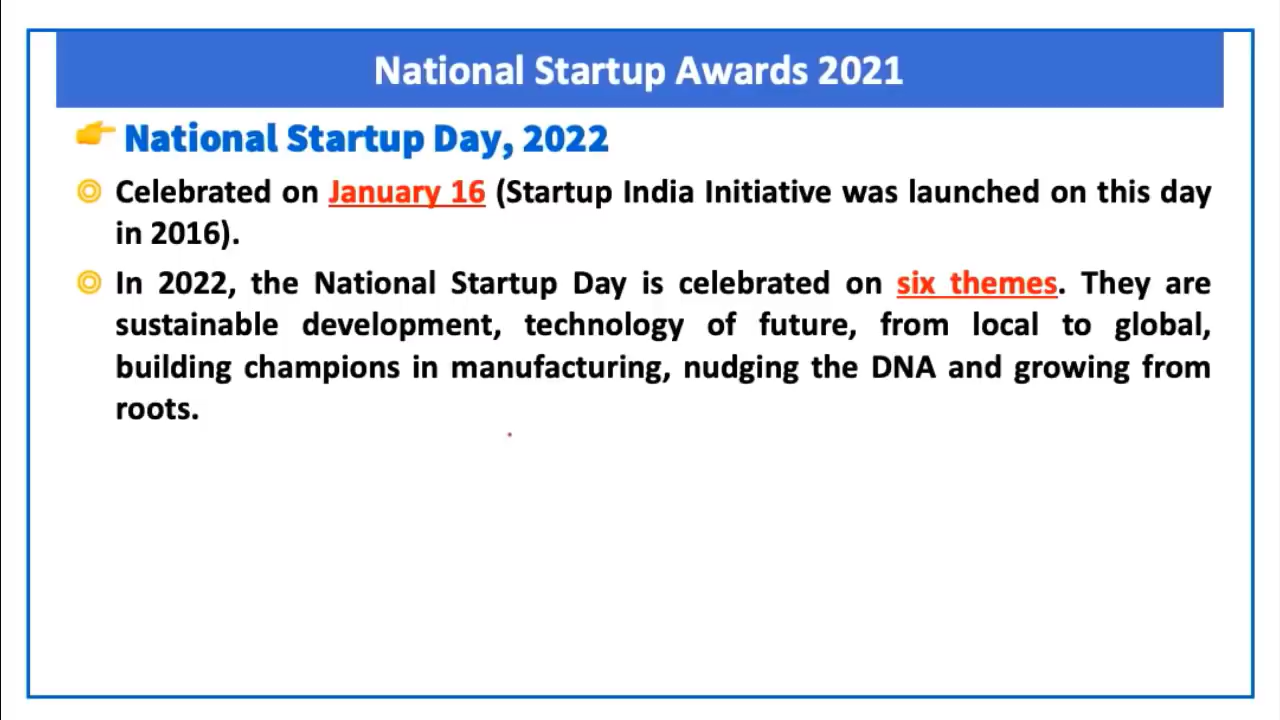 National Startup Awards 2021
National Startup Day, 2022
Celebrated on January 16 (Startup India Initiative was launched on this day
in 2016).
In 2022, the National Startup Day is celebrated on six themes. They are
sustainable development, technology of future, from local to global,
building champions in manufacturing, nudging the DNA and growing from
roots.